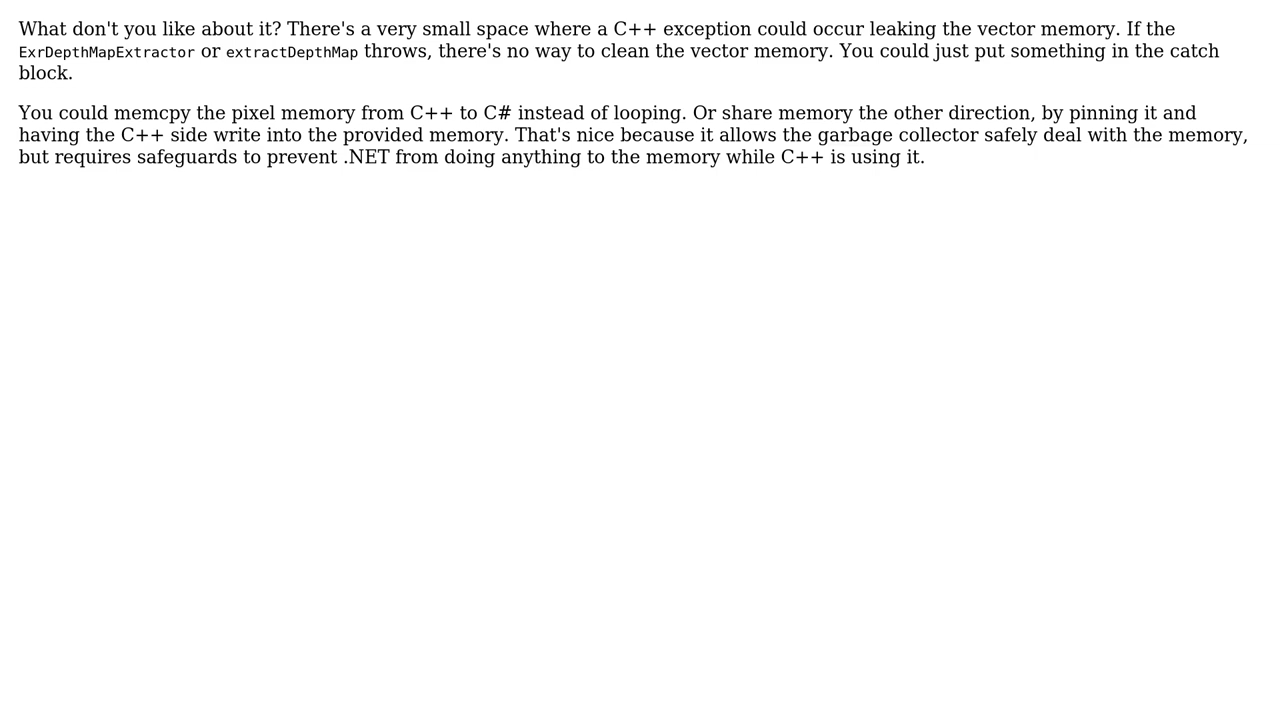 What don't you like about it? There's a very small space where a C++ exception could occur leaking the vector memory. If the
ExrDepthMapExtractor or extractDepthMap throws, there's no way to clean the vector memory. You could just put something in the catch
block.
You could memcpy the pixel memory from C++ to C# instead of looping. Or share memory the other direction, by pinning it and
having the C++ side write into the provided memory. That's nice because it allows the garbage collector safely deal with the memory,
but requires safeguards to prevent .NET from doing anything to the memory while C++ is using it.